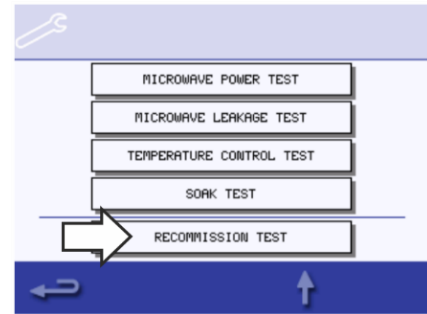 MICROWAVE POWER TEST
MICROWAVE LEAKAGE TEST
TEMPERATURE CONTROL TEST
SOAK TEST
RECOMMISSION TEST